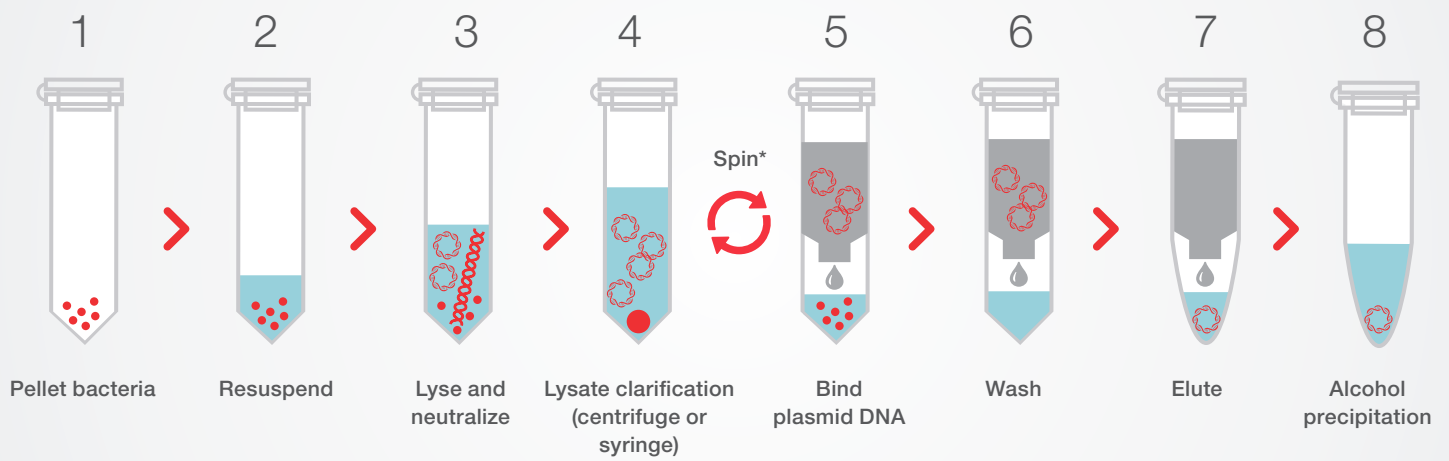 1
2
3
4
5
6
7
8
Spin*
Pellet bacteria
Resuspend
Lyse and
neutralize
Lysate clarification
(centrifuge or
syringe)
Bind
plasmid DNA
Wash
Elute
Alcohol
precipitation